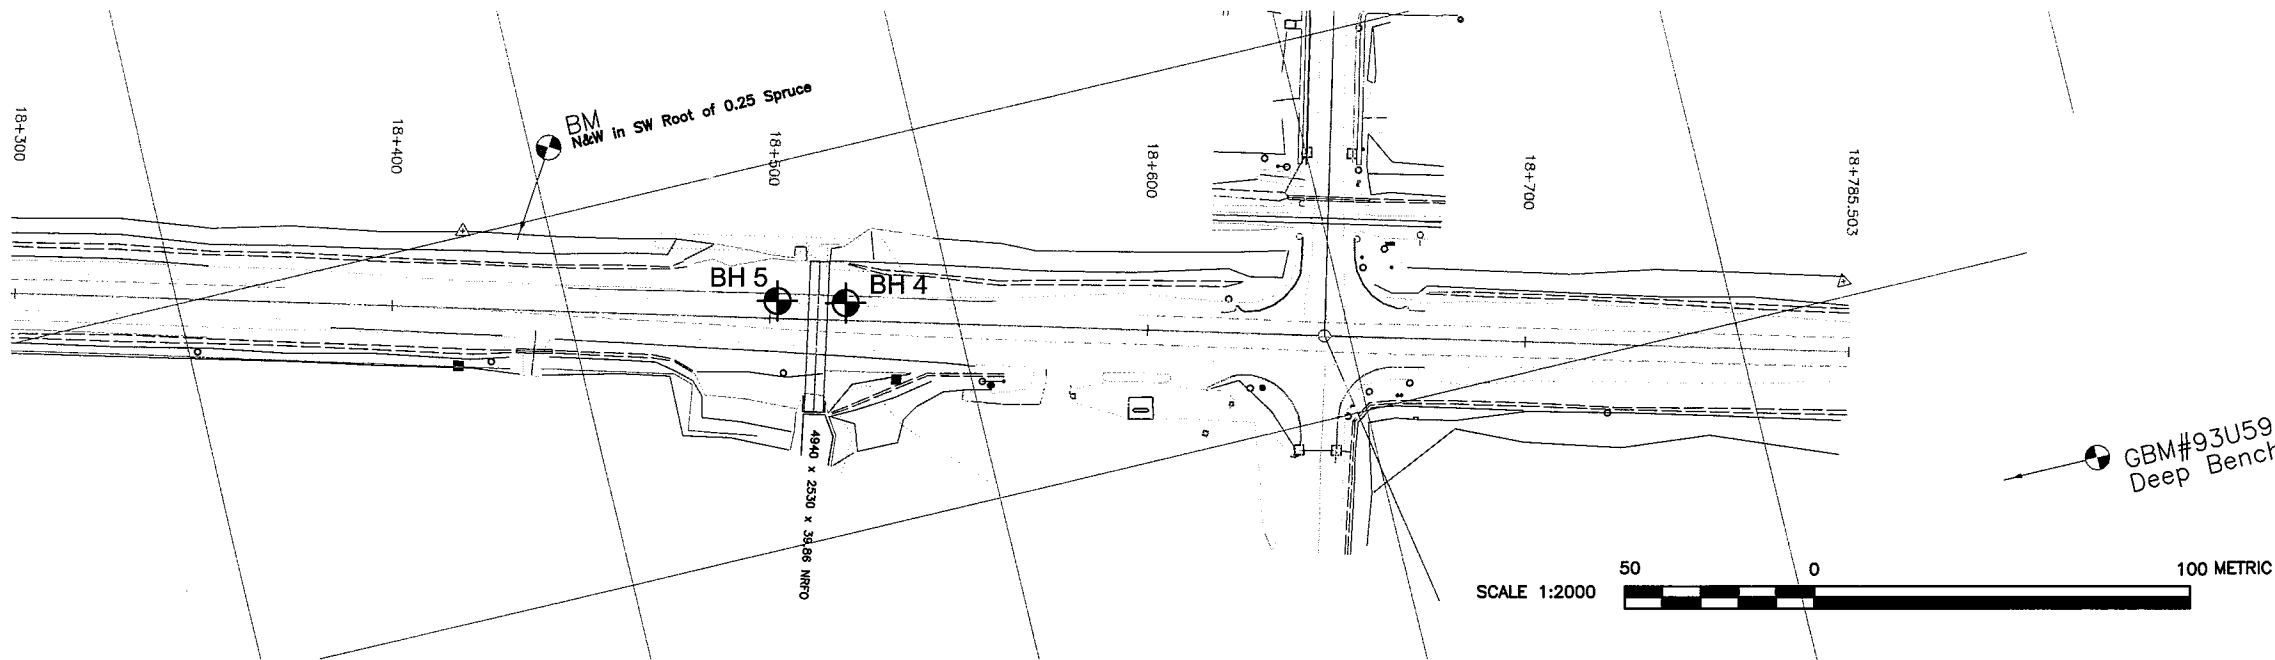 18+300
18+400
BM
N&W in SW Root of 0.25 Spruce
18+500
18+600
18+700
18+785.503
BH 5
BH 4
4940 x 2530 x 39.86 NRFO
GBM#93U59
Deep Bench
SCALE 1:2000
50
0
100 METRIC